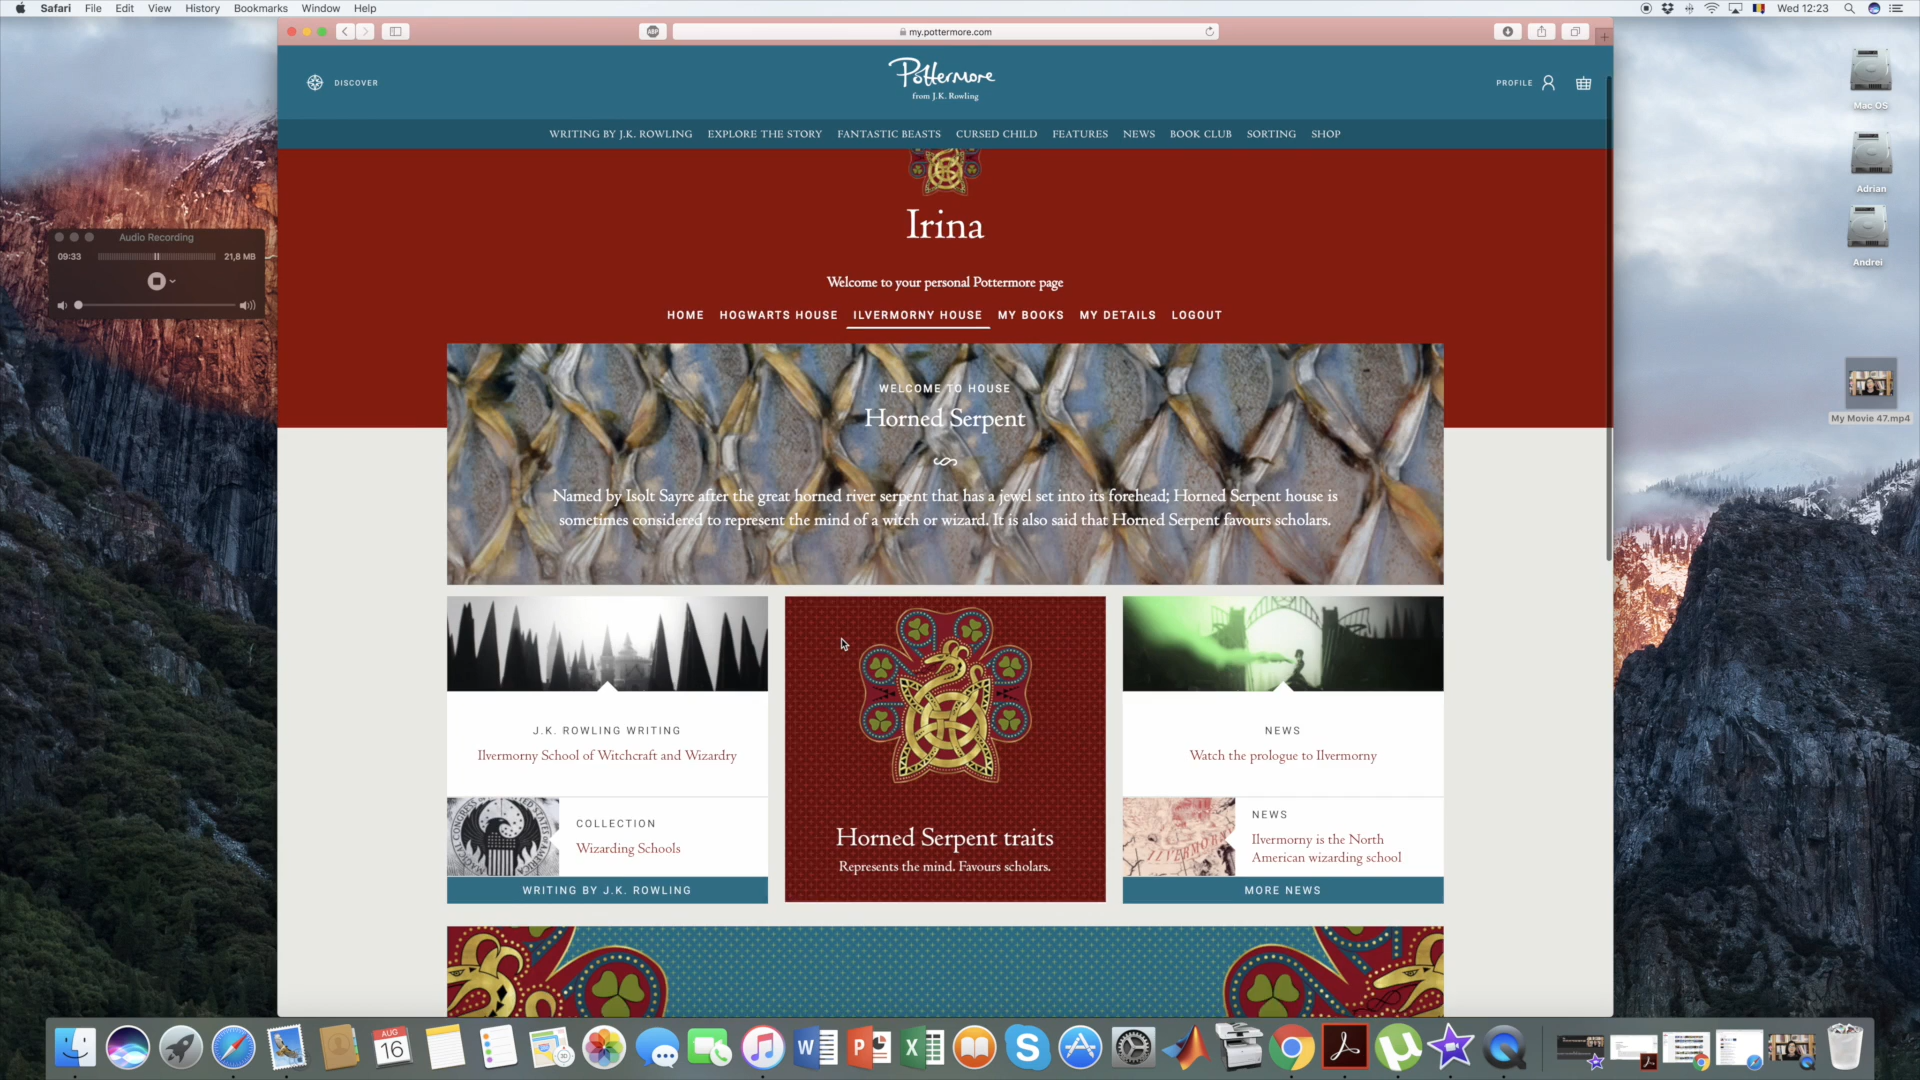 Safari File Edit View History Bookmarks Window Help
Wed 12:23
my.pottermore.com
DISCOVER
Pottermore
from J.K. Rowling
PROFILE
WRITING BY J.K. ROWLING EXPLORE THE STORY FANTASTIC BEASTS CURSED CHILD FEATURES NEWS BOOK CLUB SORTING SHOP
Irina
Welcome to your personal Pottermore page
HOME HOGWARTS HOUSE ILVERMORNY HOUSE MY BOOKS MY DETAILS LOGOUT
WELCOME TO HOUSE
Horned Serpent
Named by Isolt Sayre after the great horned river serpent that has a jewel set into its forehead; Horned Serpent house is
sometimes considered to represent the mind of a witch or wizard. It is also said that Horned Serpent favours scholars.
J.K. ROWLING WRITING
Ilvermorny School of Witchcraft and Wizardry
COLLECTION
Wizarding Schools
WRITING BY J.K. ROWLING
Horned Serpent traits
Represents the mind. Favours scholars.
NEWS
Watch the prologue to Ilvermorny
NEWS
Ilvermorny is the North
American wizarding school
MORE NEWS
Audio Recording
09:33
21,8 MB
Mac OS
Adrian
Andrei
My Movie 47.mp4
AUG
16